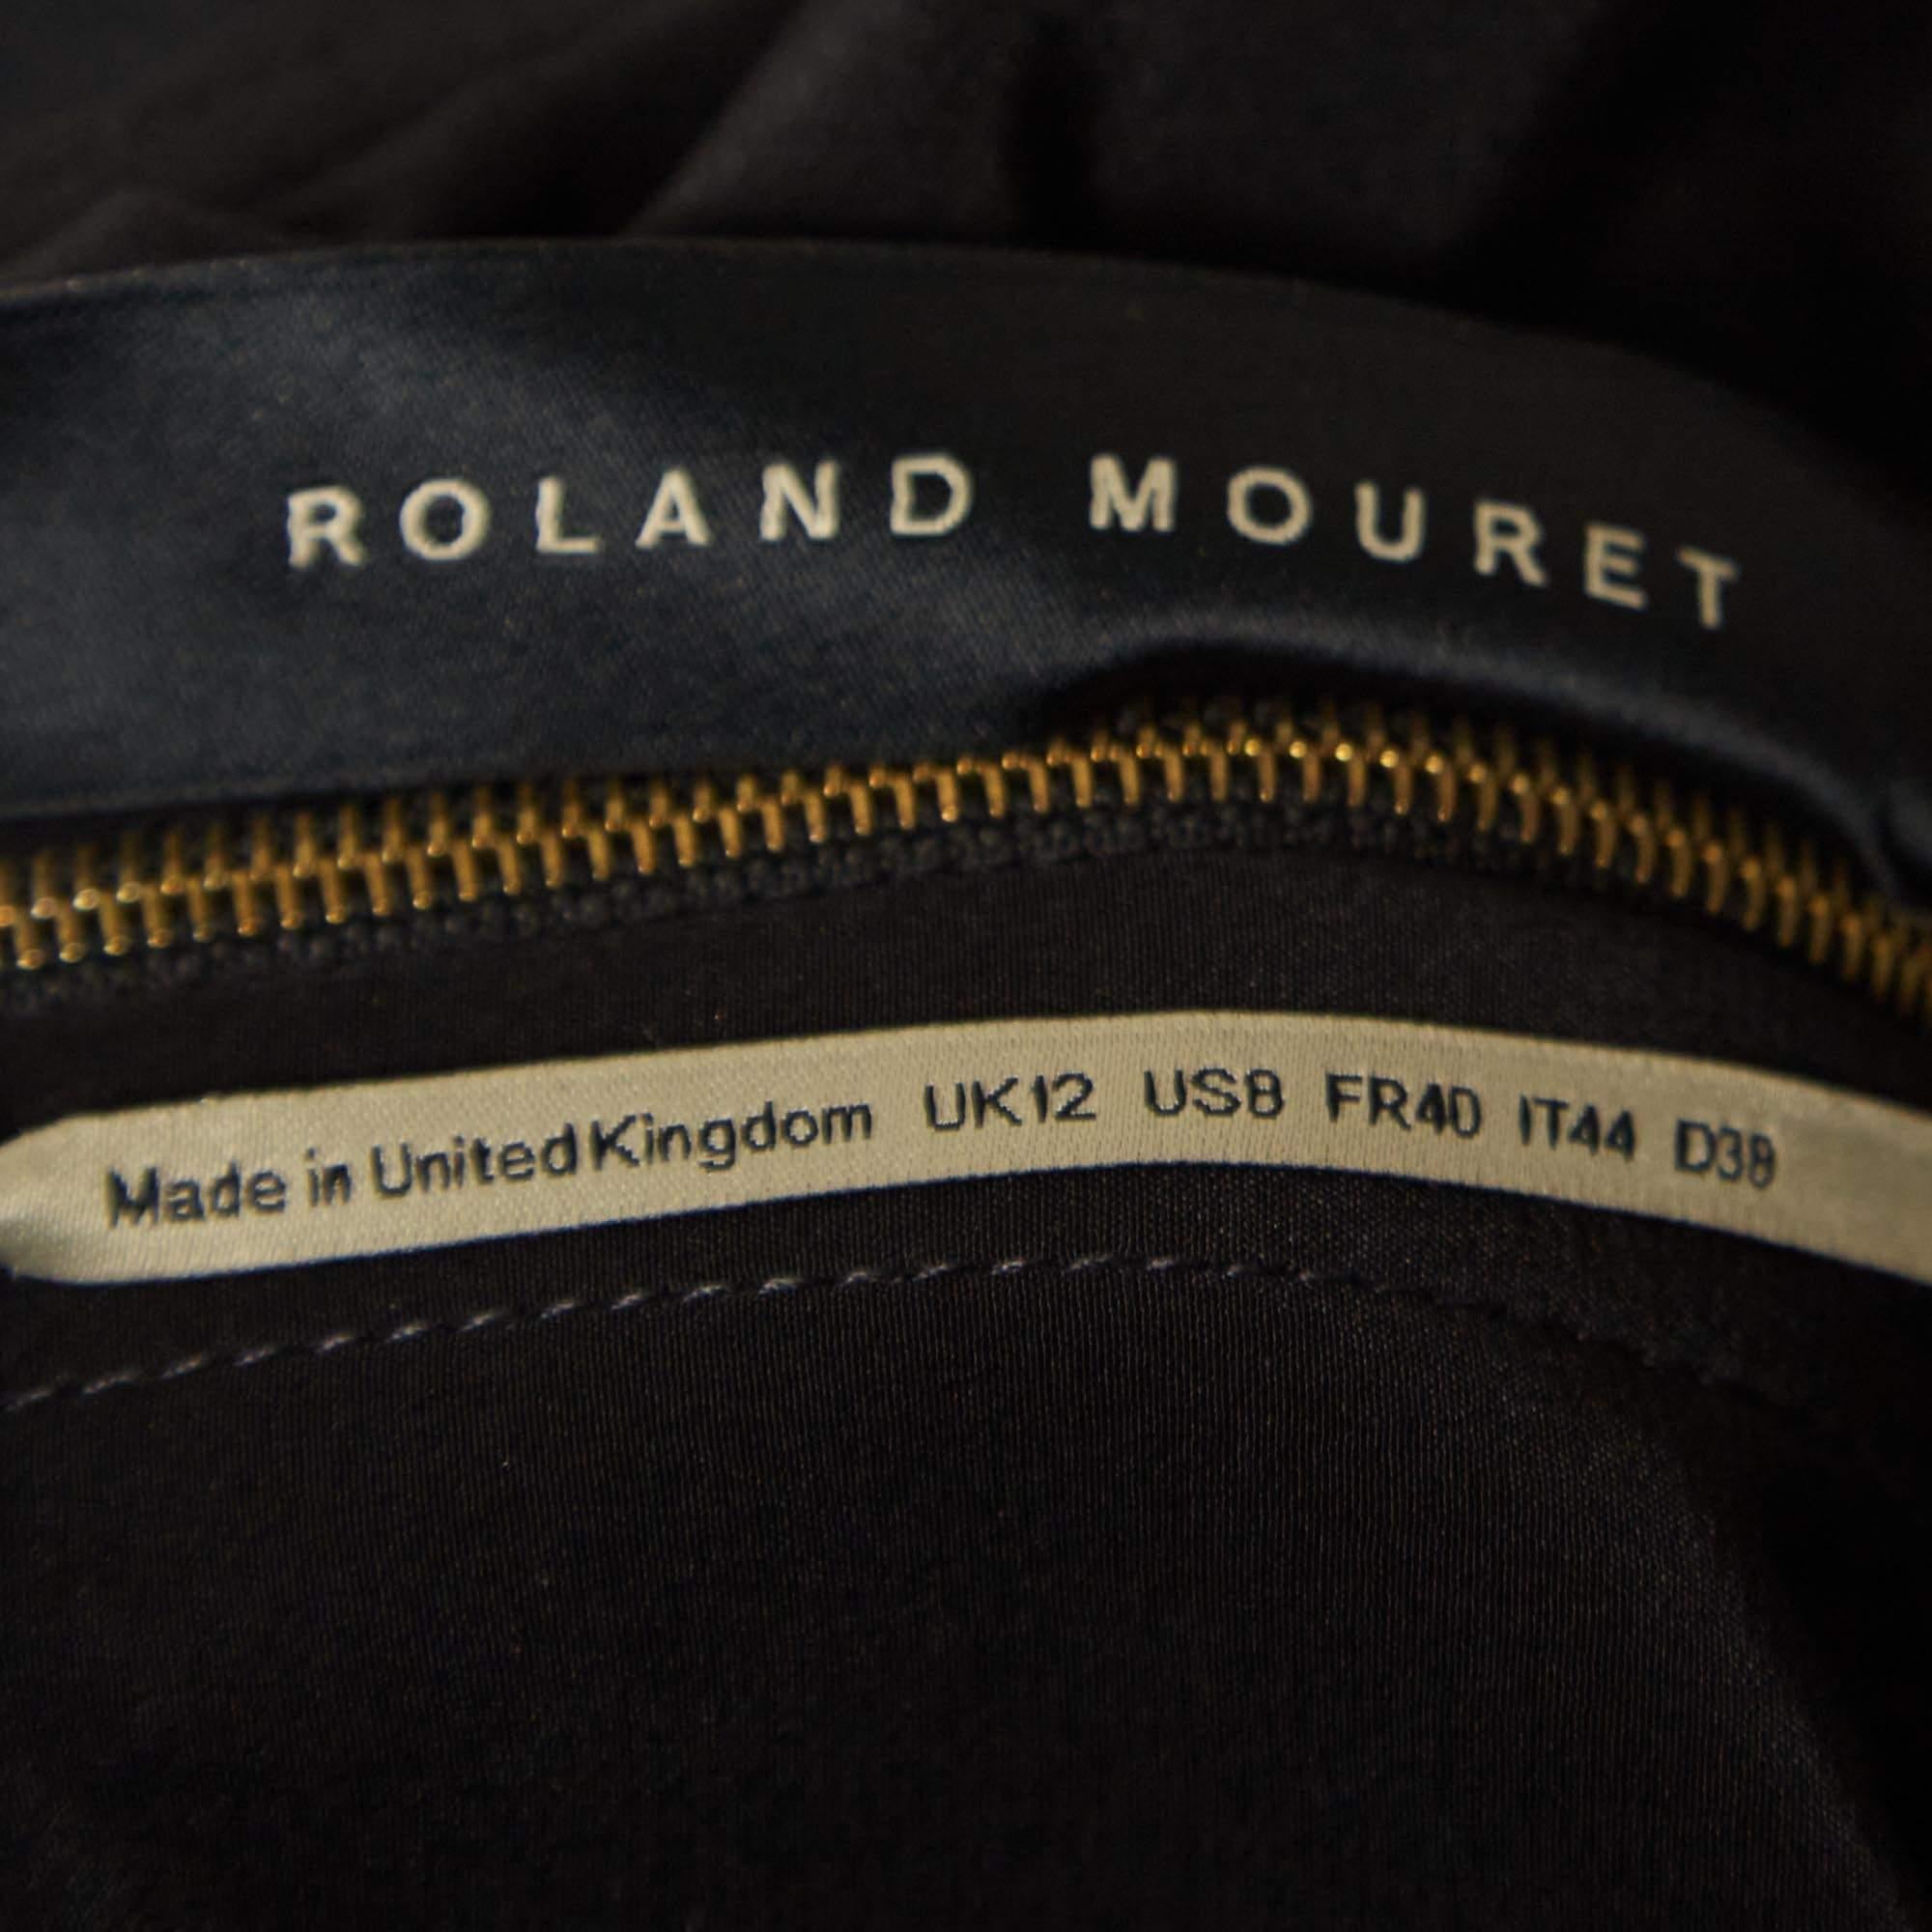 ROLAND MOURET
Made in United Kingdom UK12 US8 FR40 IT44 D38